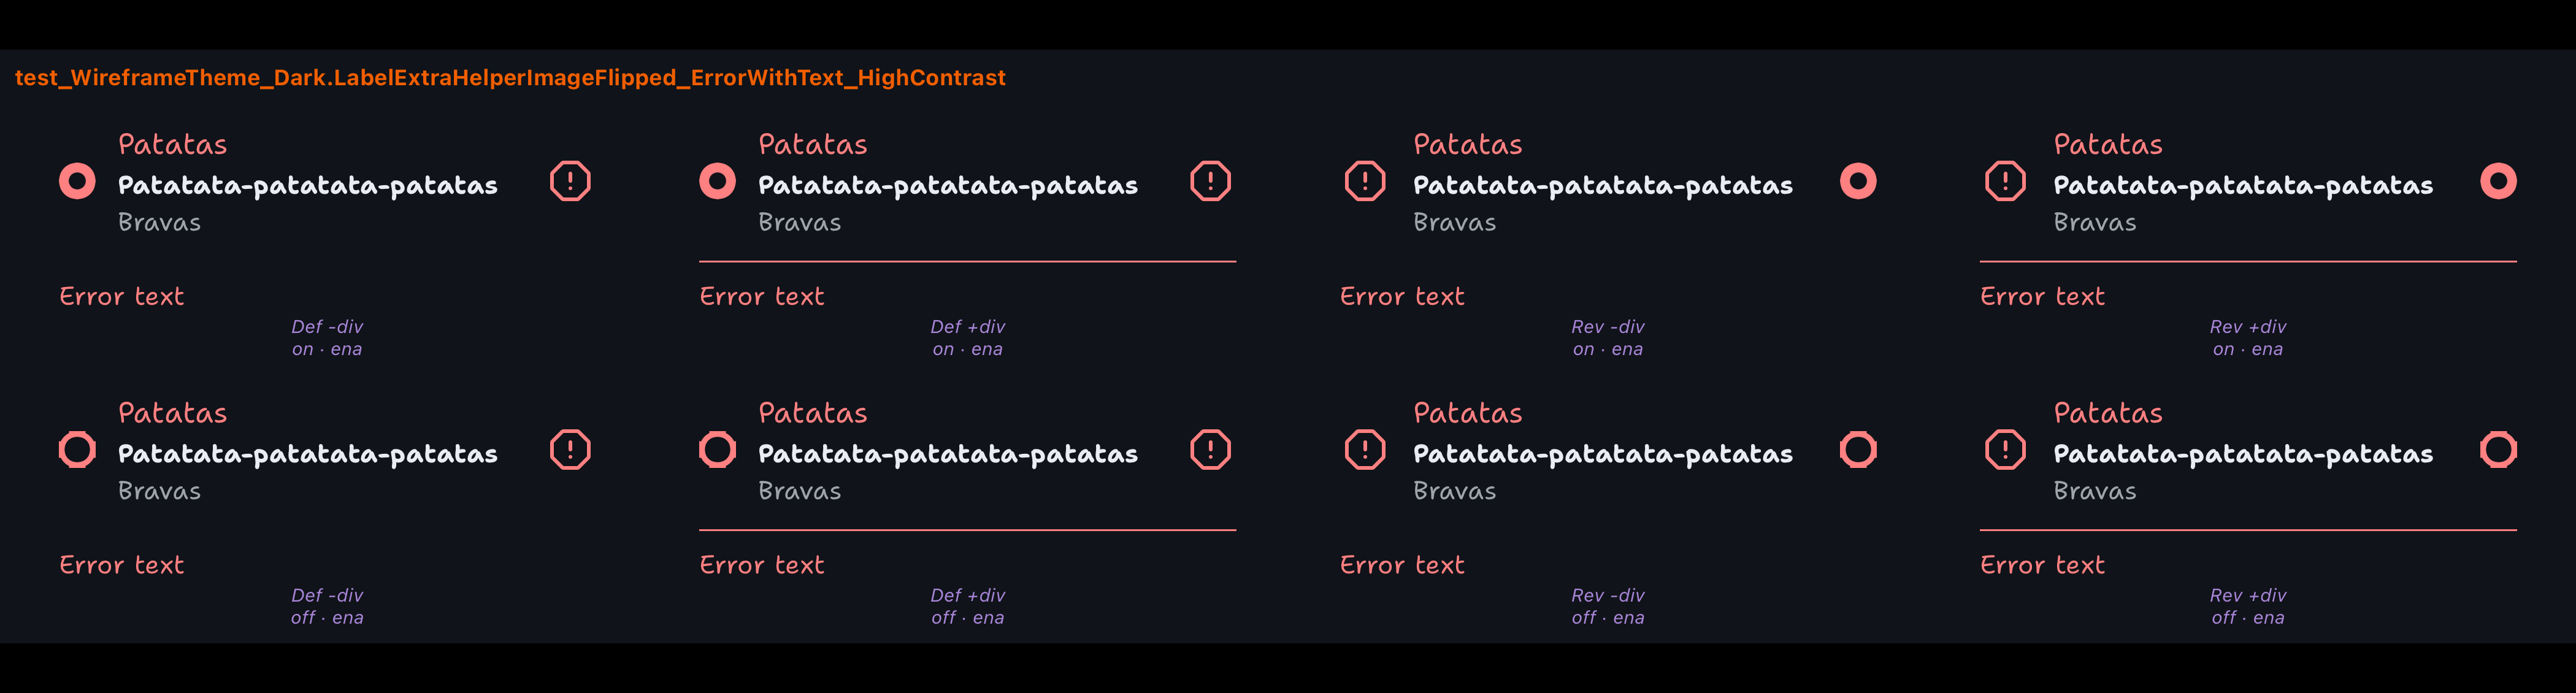 test_WireframeTheme_Dark.LabelExtraHelperImageFlipped_ErrorWithText_HighContrast
Patatas
Patatata-patatata-patatas
Bravas
Error text
Def -div
on · ena
Patatas
Patatata-patatata-patatas
Bravas
Error text
Def +div
on · ena
Patatas
Patatata-patatata-patatas
Bravas
Error text
Rev -div
on · ena
Patatas
Patatata-patatata-patatas
Bravas
Error text
Rev +div
on · ena
Patatas
Patatata-patatata-patatas
Bravas
Error text
Def -div
off · ena
Patatas
Patatata-patatata-patatas
Bravas
Error text
Def +div
off · ena
Patatas
Patatata-patatata-patatas
Bravas
Error text
Rev -div
off · ena
Patatas
Patatata-patatata-patatas
Bravas
Error text
Rev +div
off · ena